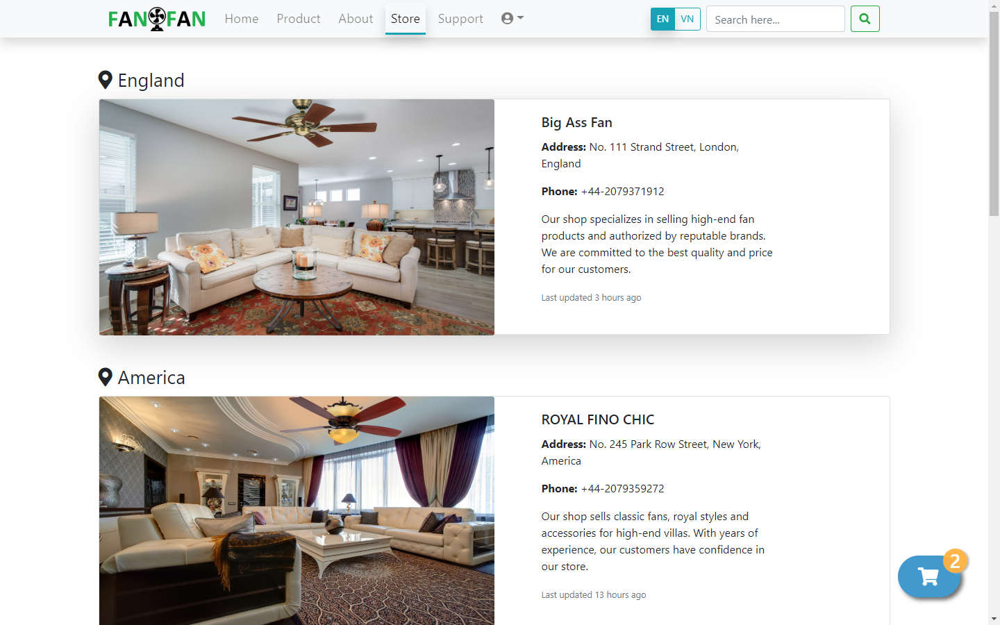 FAN FAN
Home Product About Store Support
EN VN
Search here...
England
Big Ass Fan
Address: No. 111 Strand Street, London,
England
Phone: +44-2079371912
Our shop specializes in selling high-end fan
products and authorized by reputable brands.
We are committed to the best quality and price
for our customers.
Last updated 3 hours ago
America
ROYAL FINO CHIC
Address: No. 245 Park Row Street, New York,
America
Phone: +44-2079359272
Our shop sells classic fans, royal styles and
accessories for high-end villas. With years of
experience, our customers have confidence in
our store.
Last updated 13 hours ago
2